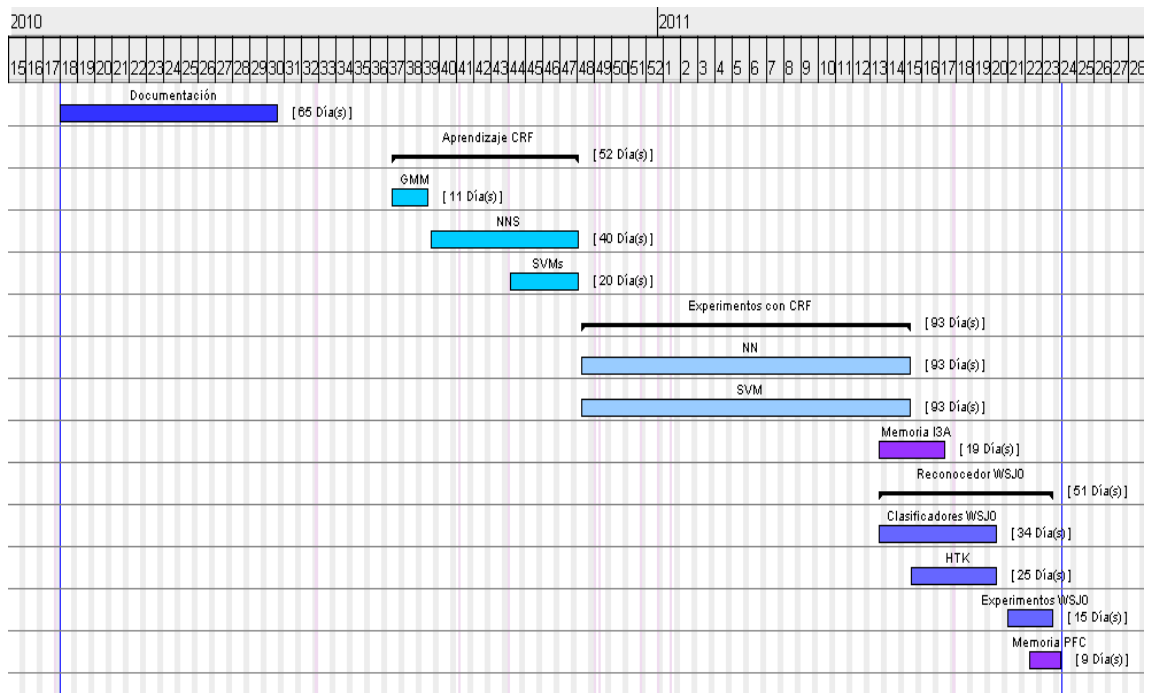 2010 2011
15 16 17 18 19 20 21 22 23 24 25 26 27 28 29 30 31 32 33 34 35 36 37 38 39 40 41 42 43 44 45 46 47 48 49 50 51 52 1 2 3 4 5 6 7 8 9 10 11 12 13 14 15 16 17 18 19 20 21 22 23 24 25 26 27 28
Documentación
[ 65 Día(s) ]
Aprendizaje CRF
[ 52 Día(s) ]
GMM
[ 11 Día(s) ]
NNS
[ 40 Día(s) ]
SVMs
[ 20 Día(s) ]
Experimentos con CRF
[ 93 Día(s) ]
NN
[ 93 Día(s) ]
SVM
[ 93 Día(s) ]
Memoria I3A
[ 19 Día(s) ]
Reconocedor WSJ0
[ 51 Día(s) ]
Clasificadores WSJ0
[ 34 Día(s) ]
HTK
[ 25 Día(s) ]
Experimentos WSJ0
[ 15 Día(s) ]
Memoria PFC
[ 9 Día(s) ]